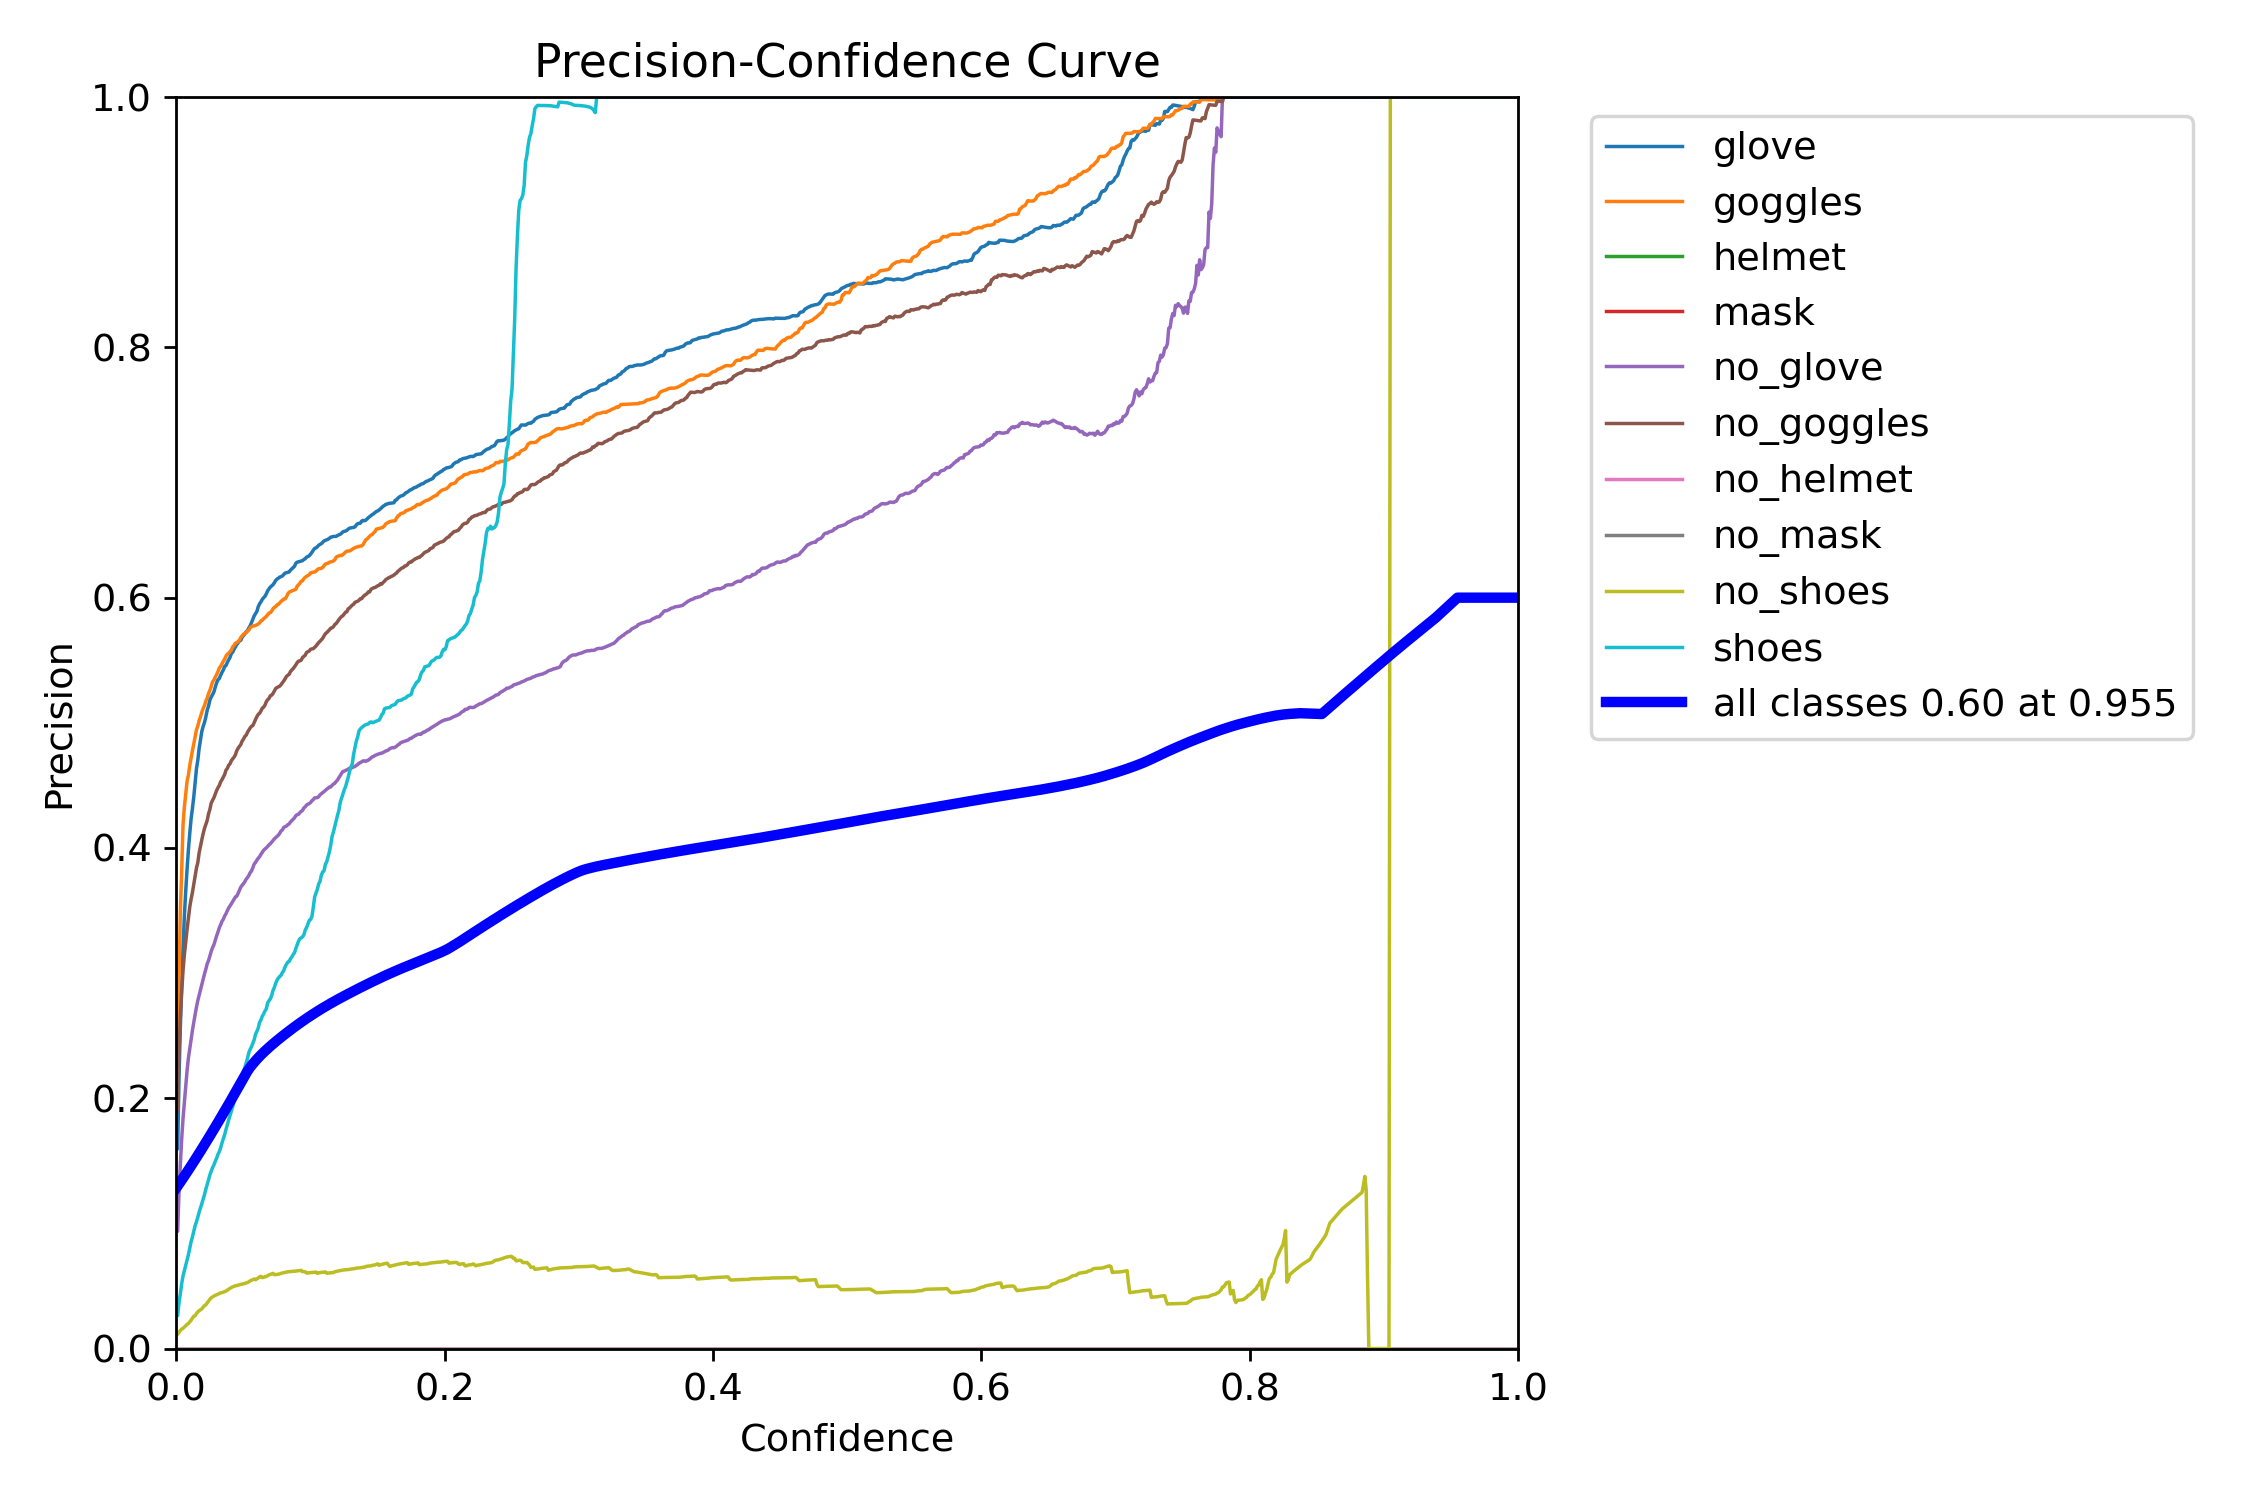 Precision-Confidence Curve
1.0
0.8
0.6
0.4
0.2
0.0
Precision
0.0 0.2 0.4 0.6 0.8 1.0
Confidence
glove
goggles
helmet
mask
no_glove
no_goggles
no_helmet
no_mask
no_shoes
shoes
all classes 0.60 at 0.955